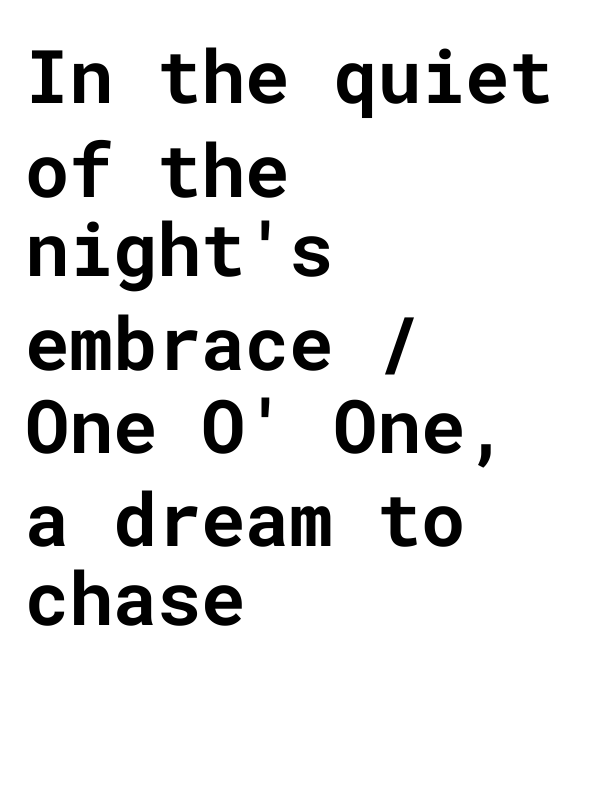 In the quiet
of the
night's
embrace /
One O' One,
a dream to
chase